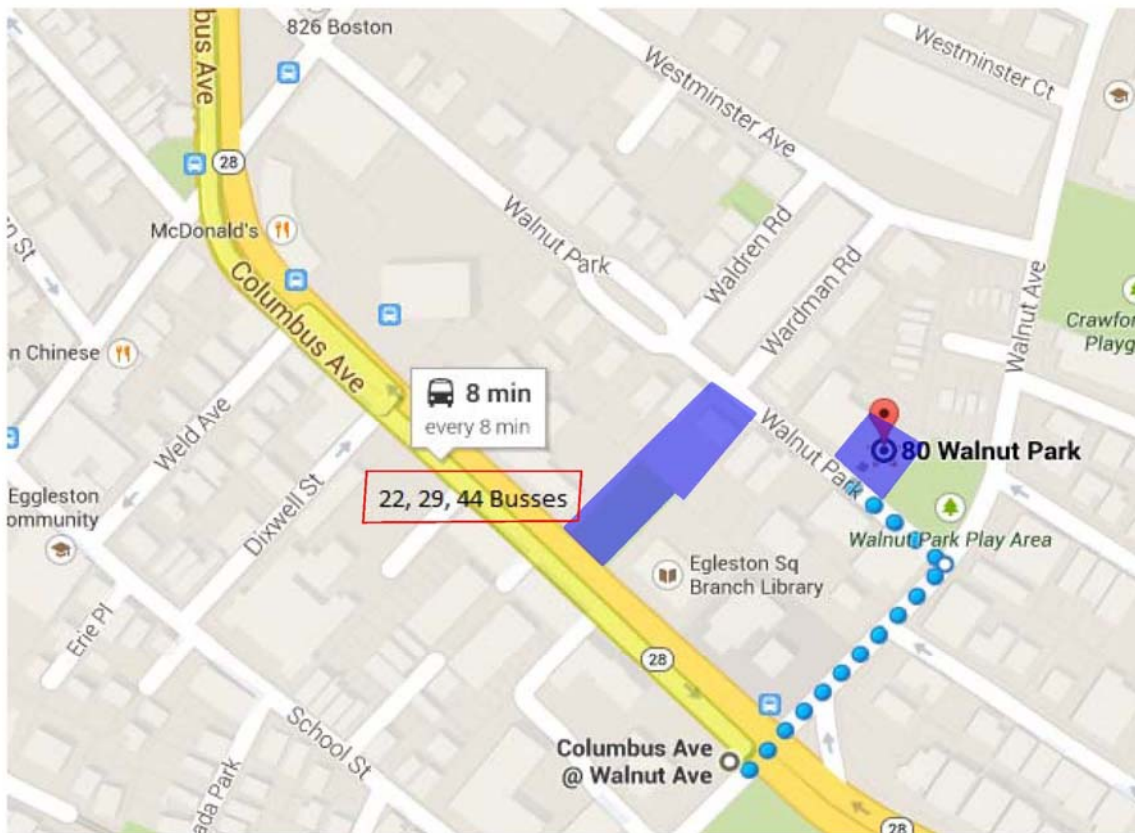 bus Ave
826 Boston
Westminster Ct
Westminster Ave
28
McDonald's
Walnut Park
Waldren Rd
Wardman Rd
Walnut Ave
Columbus Ave
n St
n Chinese
Crawfor
Playg
8 min
every 8 min
Weld Ave
Walnut Park
80 Walnut Park
22, 29, 44 Busses
Dixwell St
Eggleston
ommunity
Walnut Park Play Area
Egleston Sq
Branch Library
Erie Pl
28
School St
Columbus Ave
@ Walnut Ave
ada Park
28